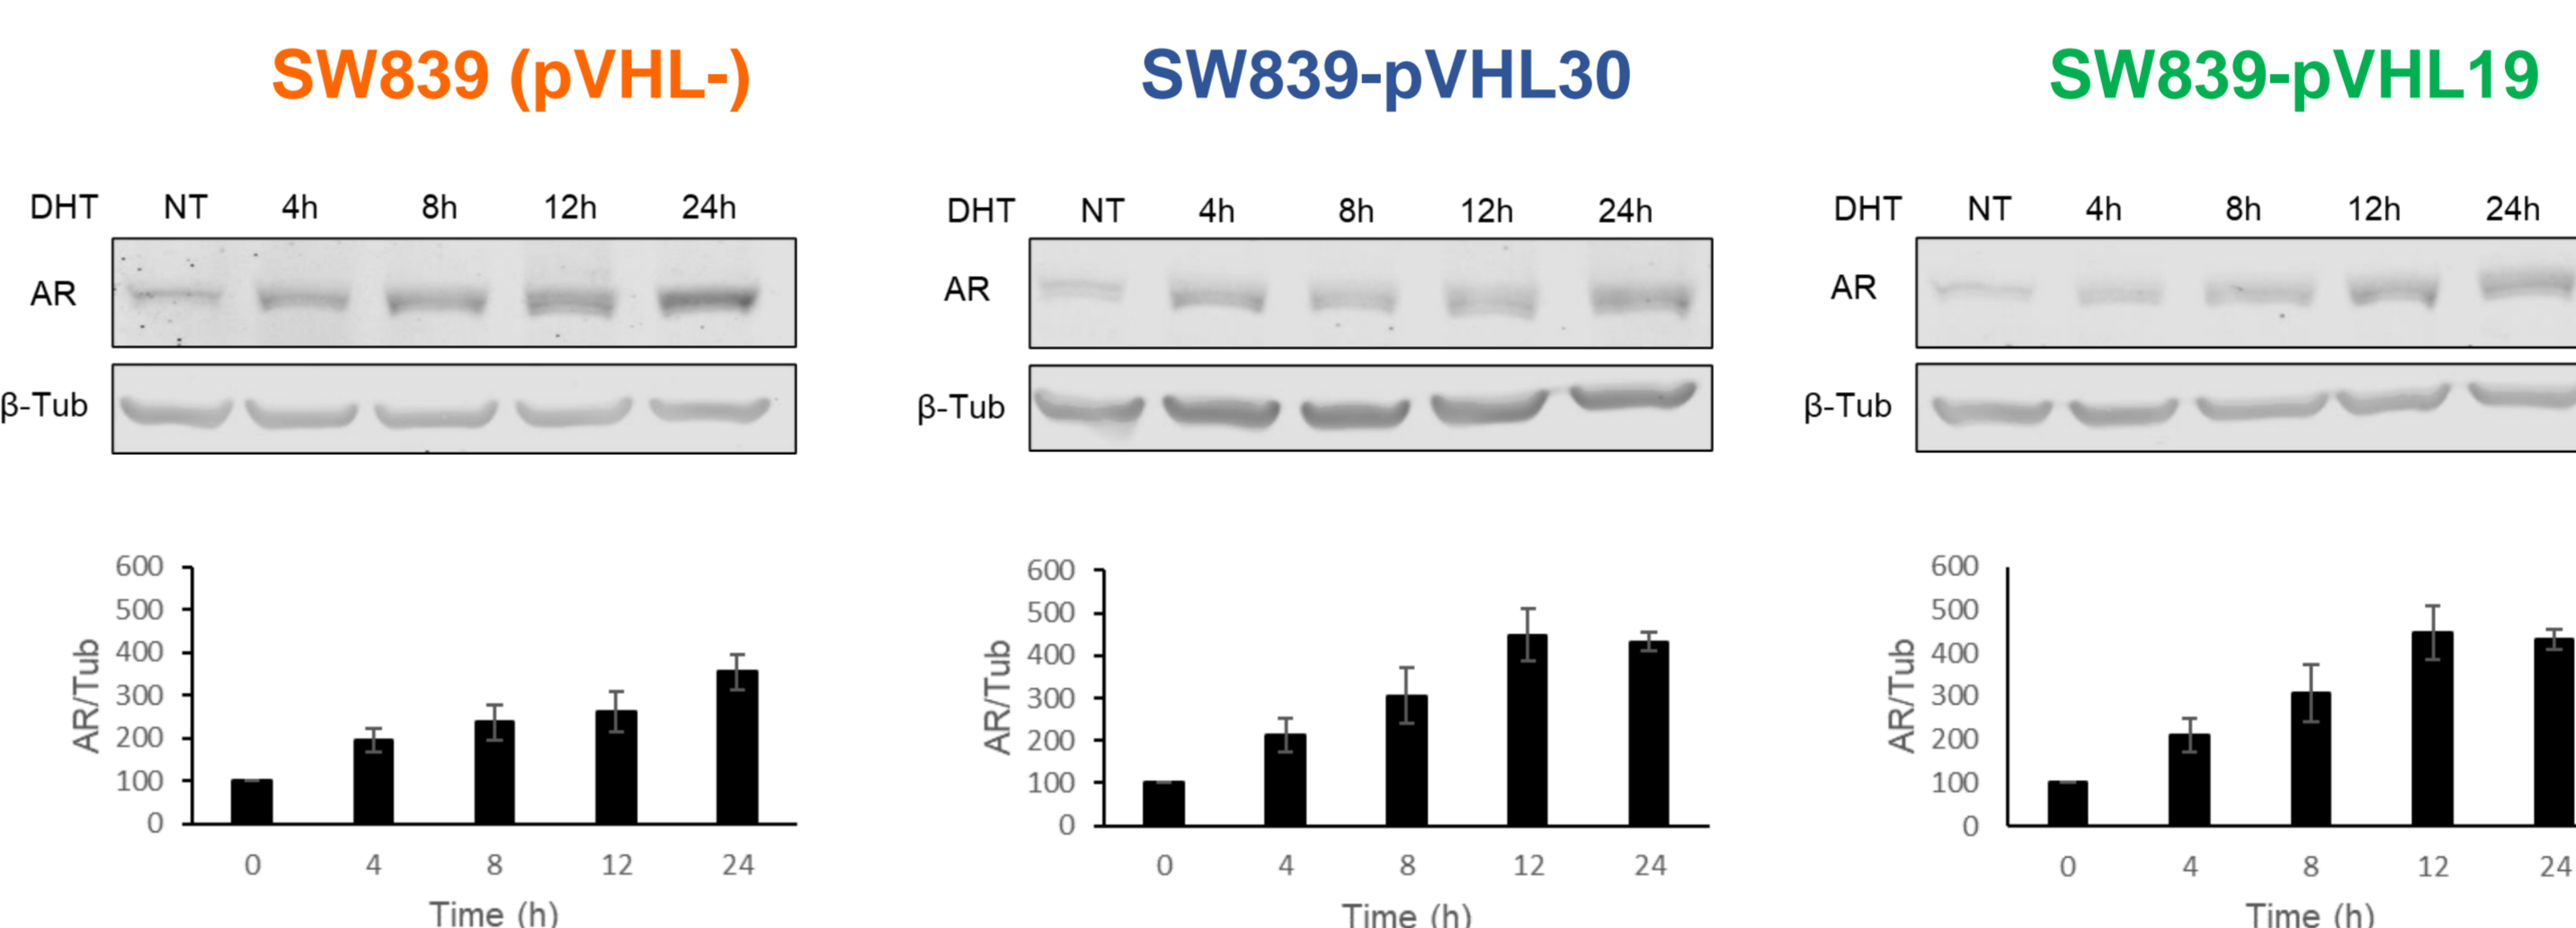 SW839 (pVHL-)
DHT NT 4h 8h 12h 24h
AR
β-Tub
600
500
400
300
200
100
0
AR/Tub
0 4 8 12 24
Time (h)
SW839-pVHL30
DHT NT 4h 8h 12h 24h
AR
β-Tub
600
500
400
300
200
100
0
AR/Tub
0 4 8 12 24
Time (h)
SW839-pVHL19
DHT NT 4h 8h 12h 24h
AR
β-Tub
600
500
400
300
200
100
0
AR/Tub
0 4 8 12 24
Time (h)